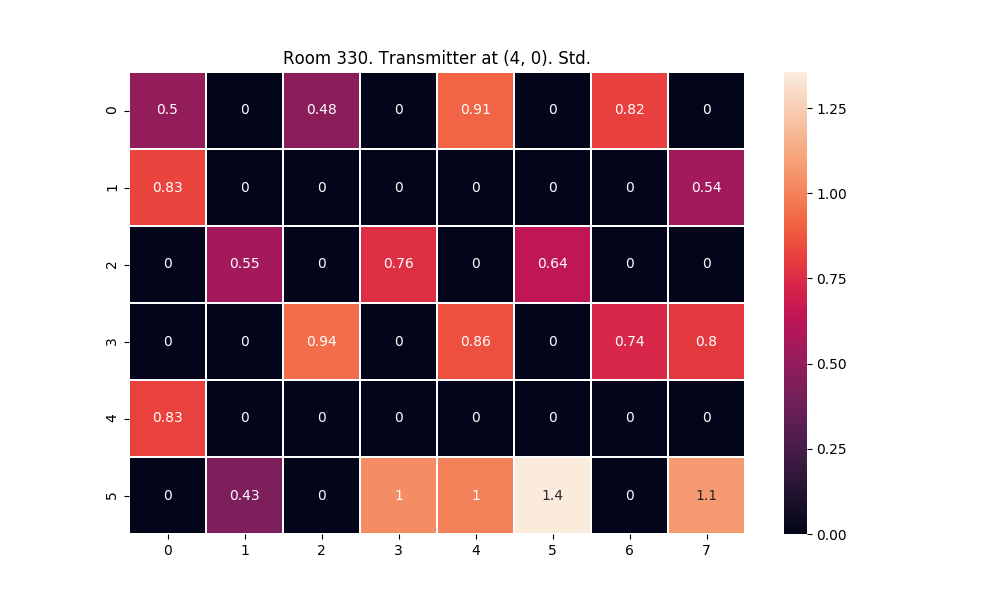 Room 330. Transmitter at (4, 0). Std.
0 0.5 0 0.48 0 0.91 0 0.82 0
1 0.83 0 0 0 0 0 0 0.54
2 0 0.55 0 0.76 0 0.64 0 0
3 0 0 0.94 0 0.86 0 0.74 0.8
4 0.83 0 0 0 0 0 0 0
5 0 0.43 0 1 1 1.4 0 1.1
0 1 2 3 4 5 6 7
1.25
1.00
0.75
0.50
0.25
0.00